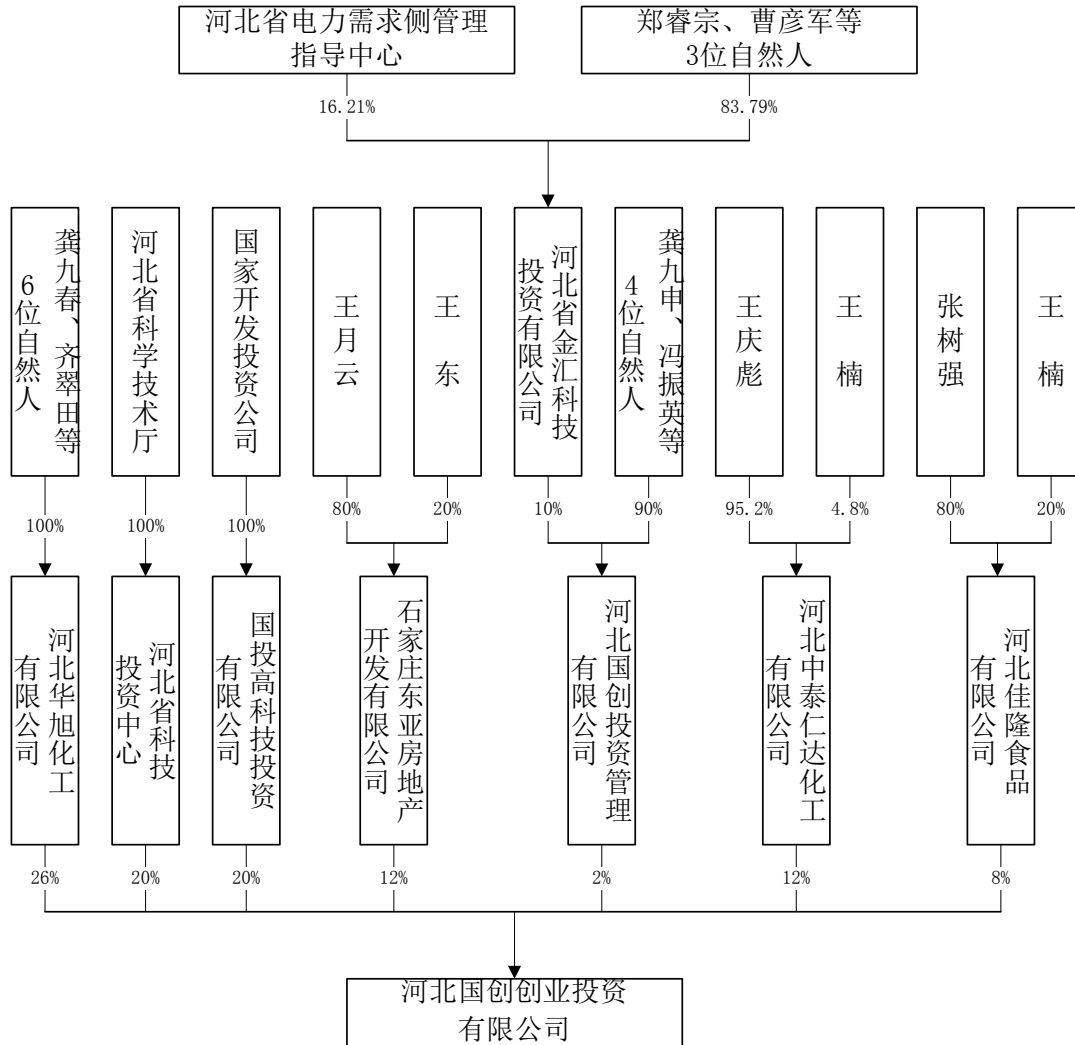 河北省电力需求侧管理
指导中心
郑睿宗、曹彦军等
3位自然人
16.21%
83.79%
龚九春、齐翠田等
6位自然人
河北省科学技术厅
国家开发投资公司
王月云
王东
河北省金汇科技
投资有限公司
龚九申、冯振英等
4位自然人
王庆彪
王楠
张树强
王楠
100%
100%
100%
80%
20%
10%
90%
95.2%
4.8%
80%
20%
河北华旭化工
有限公司
河北省科技
投资中心
国投高科技投资
有限公司
石家庄东亚房地产
开发有限公司
河北国创投资管理
有限公司
河北中泰仁达化工
有限公司
河北佳隆食品
有限公司
26%
20%
20%
12%
2%
12%
8%
河北国创创业投资
有限公司